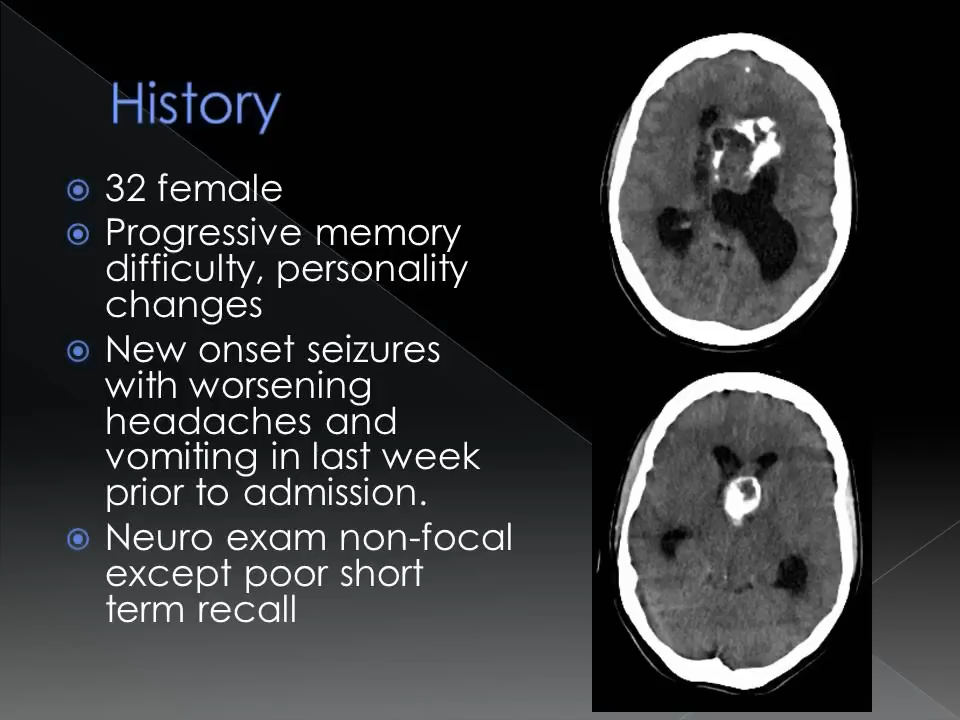 History
32 female
Progressive memory
difficulty, personality
changes
New onset seizures
with worsening
headaches and
vomiting in last week
prior to admission.
Neuro exam non-focal
except poor short
term recall